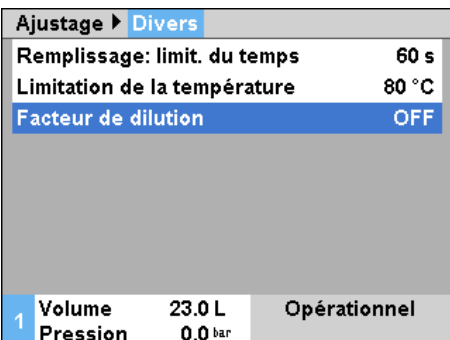 Ajustage ▶ Divers
Remplissage: limit. du temps 60 s
Limitation de la température 80 °C
Facteur de dilution OFF
1 Volume 23.0 L Opérationnel
Pression 0.0 bar